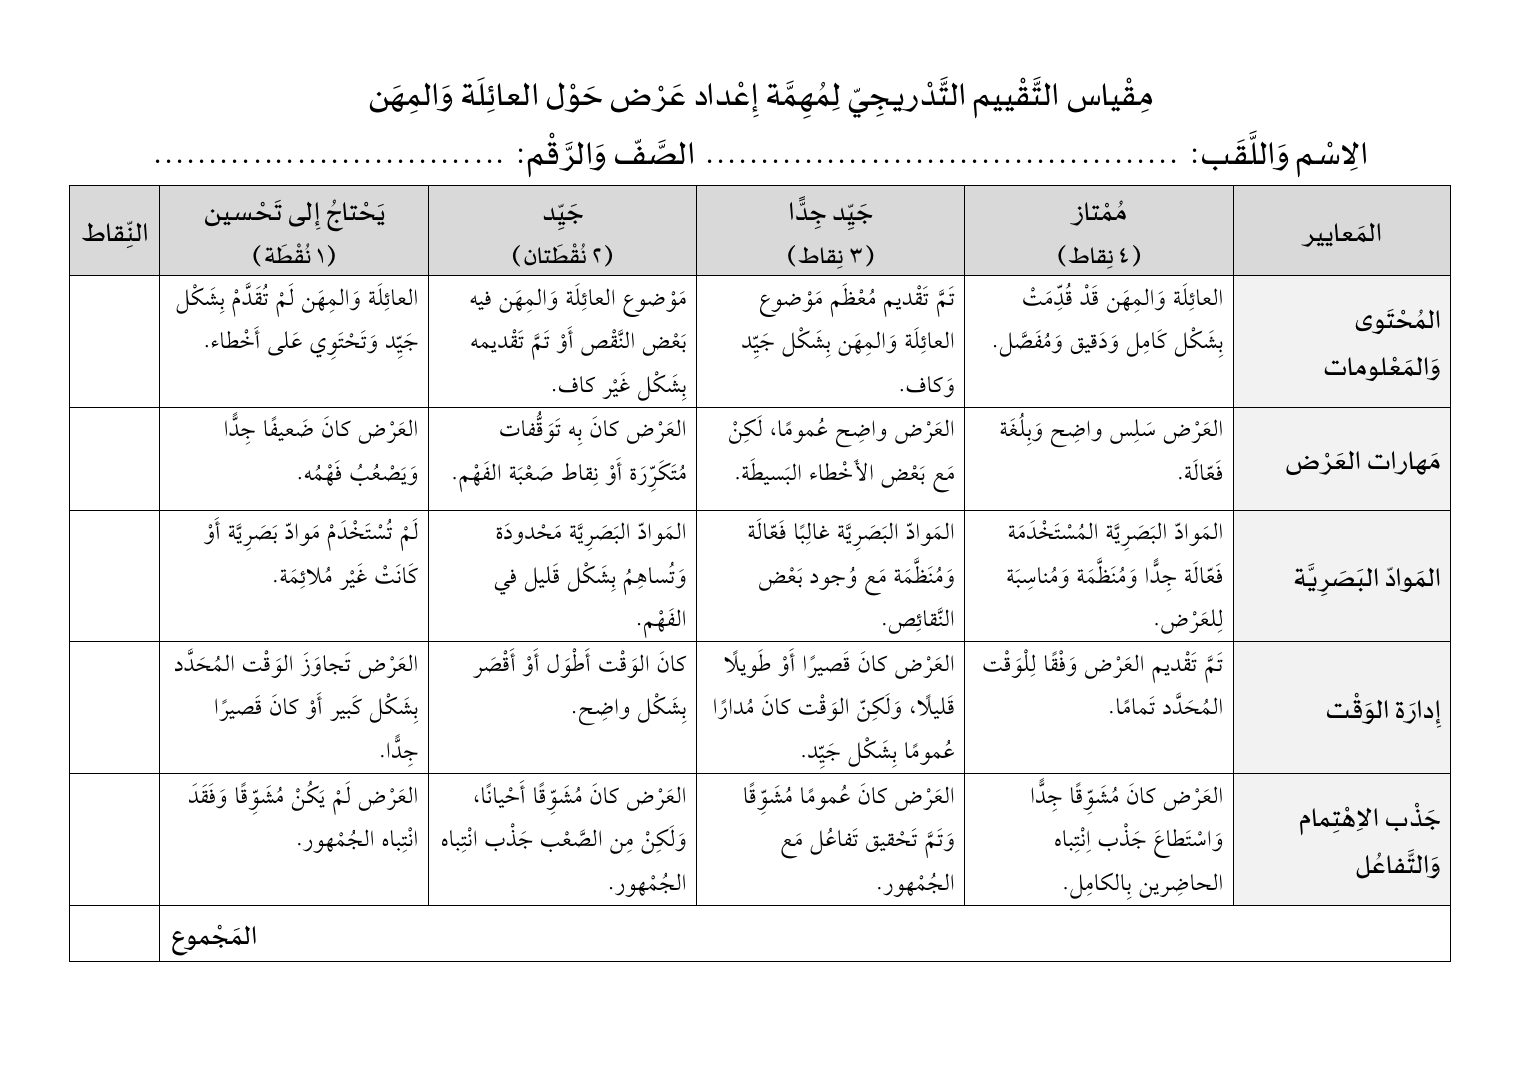 مِقْياس التَّقْييم التَّدْريجِيّ لِمُهِمَّة إِعْداد عَرْض حَوْل العائِلَة وَالمِهَن
الاِسْم وَاللَّقَب: ........................................... الصَّفّ وَالرَّقْم: ................................
المَعايير
مُمْتاز
(٤ نِقاط)
جَيِّد جِدًّا
(٣ نِقاط)
جَيِّد
(٢ نُقْطَتان)
يَحْتاجُ إِلى تَحْسين
(١ نُقْطَة)
النِّقاط
المُحْتَوى
وَالمَعْلومات
العائِلَة وَالمِهَن قَدْ قُدِّمَتْ
بِشَكْل كَامِل وَدَقيق وَمُفَصَّل.
تَمَّ تَقْديم مُعْظَم مَوْضوع
العائِلَة وَالمِهَن بِشَكْل جَيِّد
وَكاف.
مَوْضوع العائِلَة وَالمِهَن فيه
بَعْض النَّقْص أَوْ تَمَّ تَقْديمه
بِشَكْل غَيْر كاف.
العائِلَة وَالمِهَن لَمْ تُقَدَّمْ بِشَكْل
جَيِّد وَتَحْتَوِي عَلى أَخْطاء.
مَهارات العَرْض
العَرْض سَلِس واضِح وَبِلُغَة
فَعّالَة.
العَرْض واضِح عُمومًا، لَكِنْ
مَع بَعْض الأَخْطاء البَسيطَة.
العَرْض كانَ بِه تَوَقُّفات
مُتَكَرِّرَة أَوْ نِقاط صَعْبَة الفَهْم.
العَرْض كانَ ضَعيفًا جِدًّا
وَيَصْعُبُ فَهْمُه.
المَوادّ البَصَرِيَّة
المَوادّ البَصَرِيَّة المُسْتَخْدَمَة
فَعّالَة جِدًّا وَمُنَظَّمَة وَمُناسِبَة
لِلعَرْض.
المَوادّ البَصَرِيَّة غالِبًا فَعّالَة
وَمُنَظَّمَة مَع وُجود بَعْض
النَّقائِص.
المَوادّ البَصَرِيَّة مَحْدودَة
وَتُساهِمُ بِشَكْل قَليل في
الفَهْم.
لَمْ تُسْتَخْدَمْ مَوادّ بَصَرِيَّة أَوْ
كَانَتْ غَيْر مُلائِمَة.
إِدارَة الوَقْت
تَمَّ تَقْديم العَرْض وَفْقًا لِلْوَقْت
المُحَدَّد تَمامًا.
العَرْض كانَ قَصيرًا أَوْ طَويلًا
قَليلًا، وَلَكِنّ الوَقْت كانَ مُدارًا
عُمومًا بِشَكْل جَيِّد.
كانَ الوَقْت أَطْوَل أَوْ أَقْصَر
بِشَكْل واضِح.
العَرْض تَجاوَزَ الوَقْت المُحَدَّد
بِشَكْل كَبير أَوْ كانَ قَصيرًا
جِدًّا.
جَذْب الاِهْتِمام
وَالتَّفاعُل
العَرْض كانَ مُشَوِّقًا جِدًّا
وَاسْتَطاعَ جَذْب اِنْتِباه
الحاضِرين بِالكامِل.
العَرْض كانَ عُمومًا مُشَوِّقًا
وَتَمَّ تَحْقيق تَفاعُل مَع
الجُمْهور.
العَرْض كانَ مُشَوِّقًا أَحْيانًا،
وَلَكِنْ مِن الصَّعْب جَذْب انْتِباه
الجُمْهور.
العَرْض لَمْ يَكُنْ مُشَوِّقًا وَفَقَدَ
انْتِباه الجُمْهور.
المَجْموع